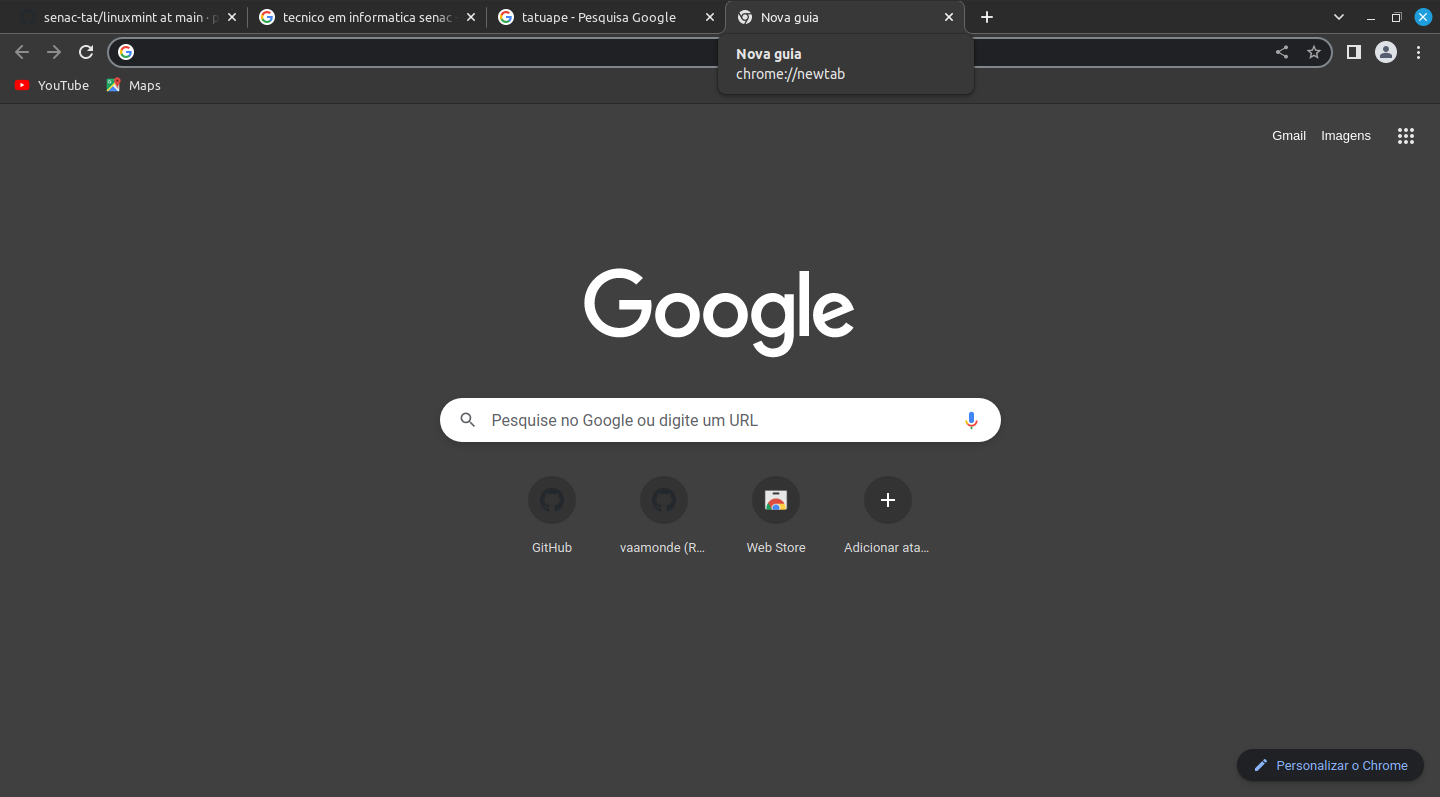 senac-tat/linuxmint at main · p
tecnico em informatica senac
tatuape - Pesquisa Google
Nova guia
Nova guia
chrome://newtab
YouTube
Maps
Gmail
Imagens
Google
Pesquise no Google ou digite um URL
GitHub
vaamonde (R...
Web Store
Adicionar ata...
Personalizar o Chrome